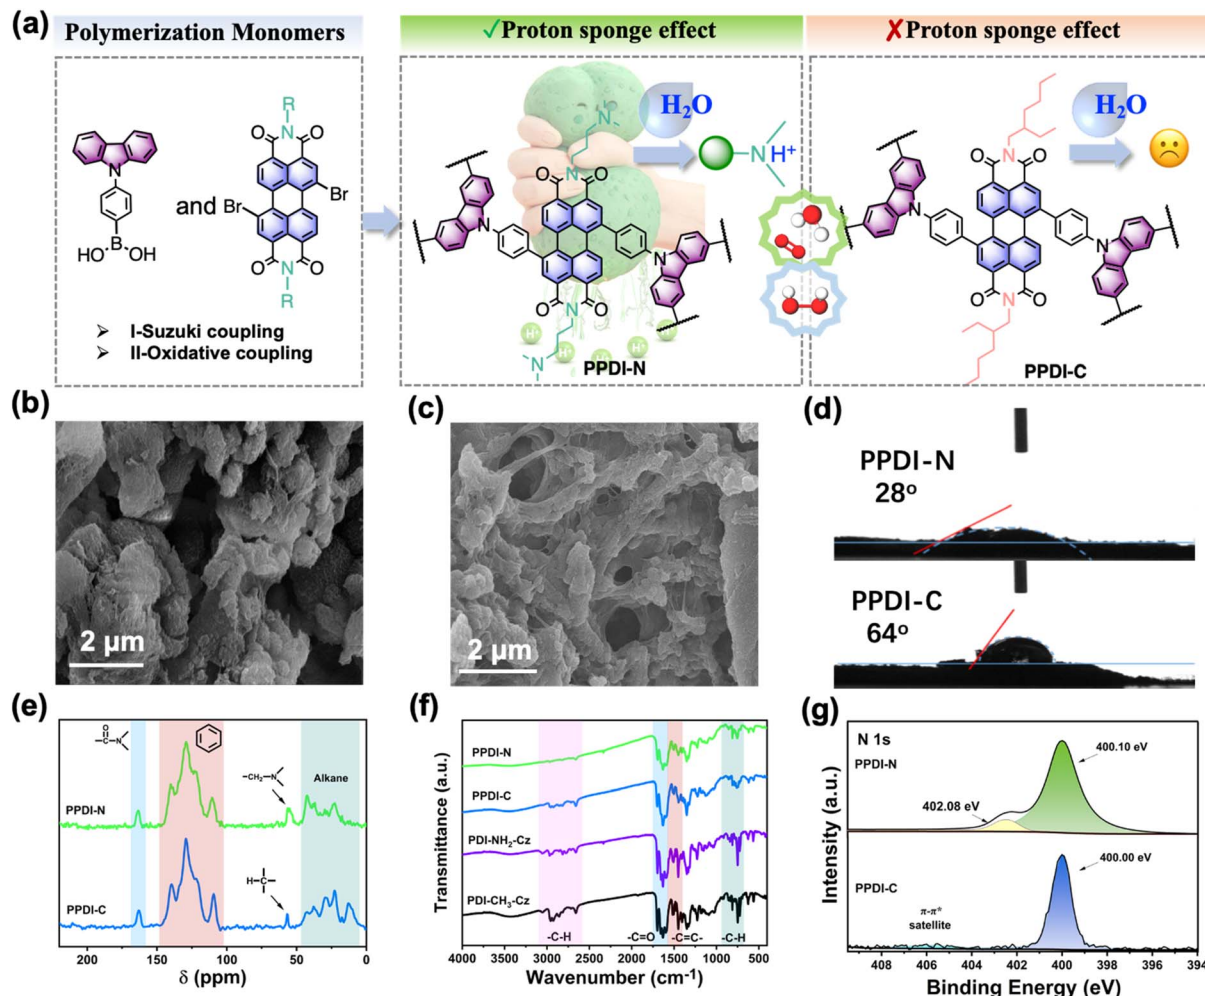 (a)
Polymerization Monomers
✓Proton sponge effect
✗Proton sponge effect
R
O
N
O
N
Br
and
Br
B
HO
OH
O
N
O
R
➢ I-Suzuki coupling
➢ II-Oxidative coupling
N
H₂O
N
H⁺
O
N
O
N
N
O
N
O
N
H⁺
H⁺
H⁺
H⁺
H⁺
PPDI-N
H₂O
O
N
O
N
N
O
N
O
PPDI-C
(b)
2 μm
(c)
2 μm
(d)
PPDI-N
28°
PPDI-C
64°
(e)
O
-C-N
-CH₂-N
Alkane
PPDI-N
H-C-
PPDI-C
200
150
100
50
0
δ (ppm)
(f)
PPDI-N
PPDI-C
PDI-NH₂-Cz
PDI-CH₃-Cz
-C-H
-C=O
-C=C-
-C-H
4000
3500
3000
2500
2000
1500
1000
500
Transmittance (a.u.)
Wavenumber (cm⁻¹)
(g)
N 1s
PPDI-N
400.10 eV
402.08 eV
PPDI-C
400.00 eV
π-π*
satellite
408
406
404
402
400
398
396
394
Intensity (a.u.)
Binding Energy (eV)